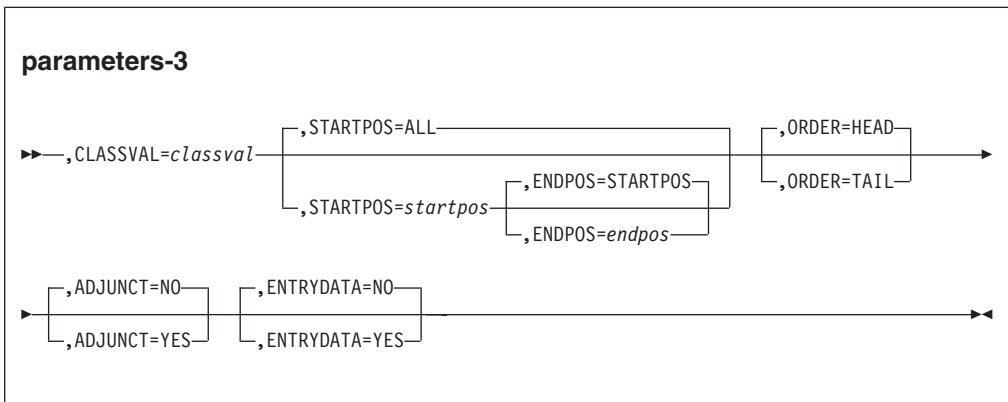 parameters-3
,STARTPOS=ALL
,ORDER=HEAD
,CLASSVAL=classval
,ENDPOS=STARTPOS
,ORDER=TAIL
,STARTPOS=startpos
,ENDPOS=endpos
,ADJUNCT=NO
,ENTRYDATA=NO
,ADJUNCT=YES
,ENTRYDATA=YES